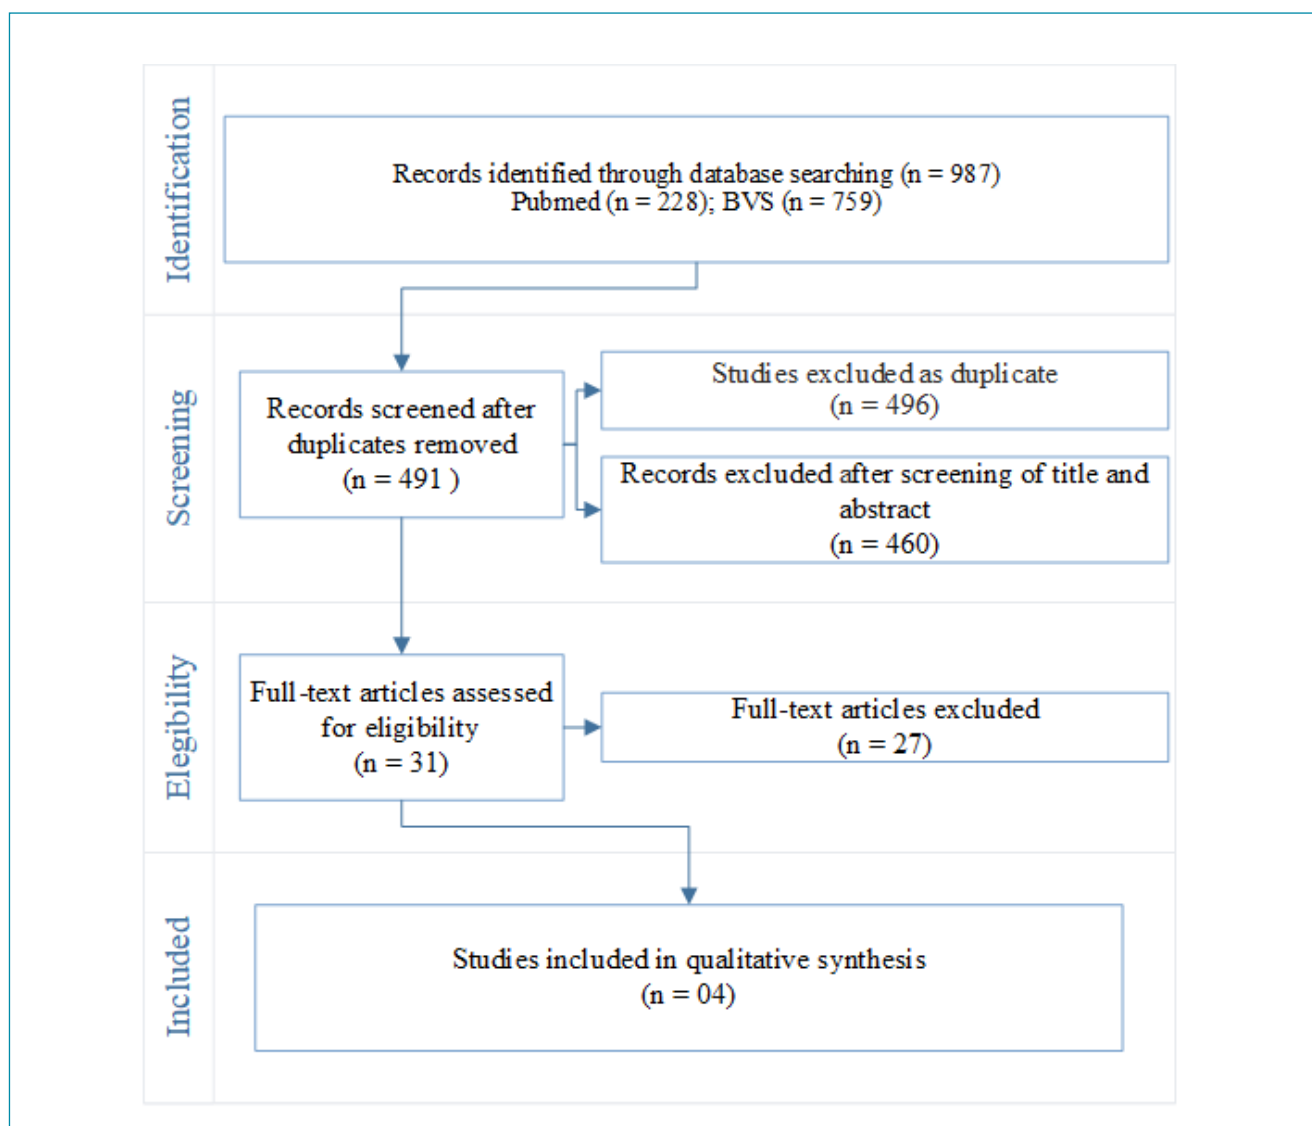 Identification
Records identified through database searching (n = 987)
Pubmed (n = 228); BVS (n = 759)
Screening
Records screened after
duplicates removed
(n = 491 )
Studies excluded as duplicate
(n = 496)
Records excluded after screening of title and
abstract
(n = 460)
Elegibility
Full-text articles assessed
for eligibility
(n = 31)
Full-text articles excluded
(n = 27)
Included
Studies included in qualitative synthesis
(n = 04)